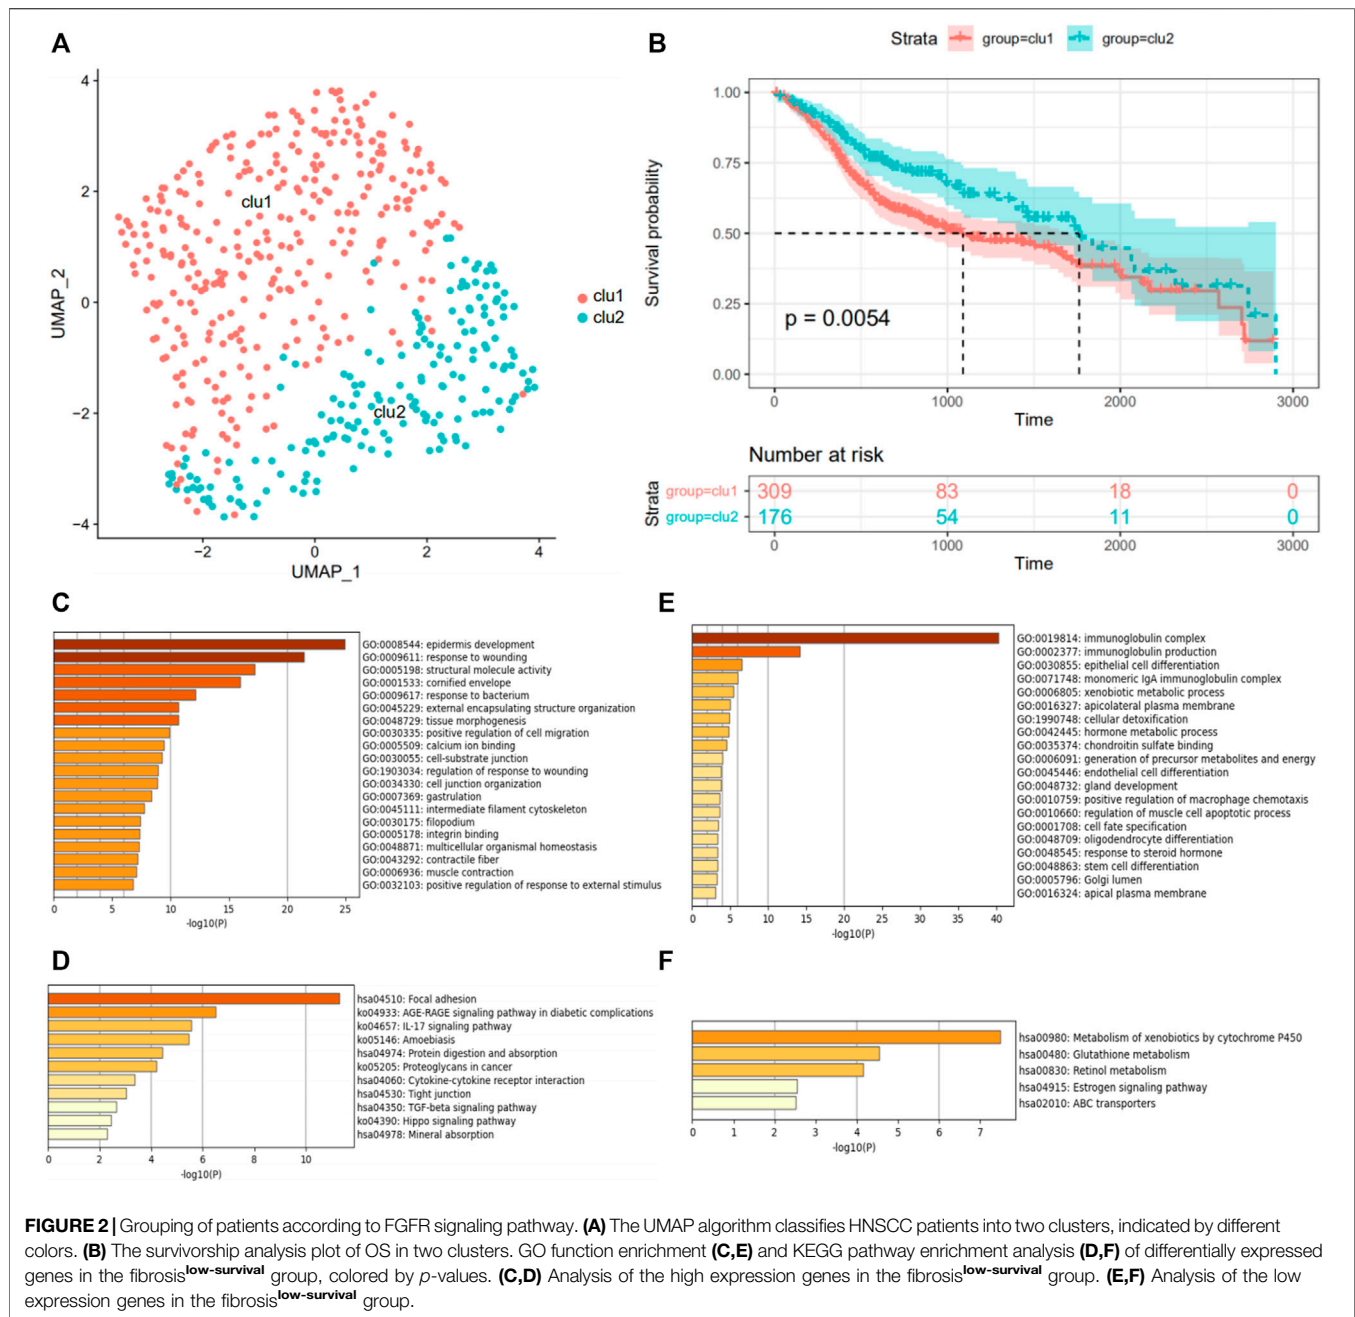 A
4
2
0
−2
−4
UMAP_2
clu1
clu2
−2
0
2
4
UMAP_1
clu1
clu2
B
Strata
group=clu1
group=clu2
1.00
0.75
0.50
0.25
0.00
Survival probability
p = 0.0054
0
1000
2000
3000
Time
Number at risk
Strata
group=clu1
309
83
18
0
group=clu2
176
54
11
0
0
1000
2000
3000
Time
C
GO:0008544: epidermis development
GO:0009611: response to wounding
GO:0005198: structural molecule activity
GO:0001533: cornified envelope
GO:0009617: response to bacterium
GO:0045229: external encapsulating structure organization
GO:0048729: tissue morphogenesis
GO:0030335: positive regulation of cell migration
GO:0005509: calcium ion binding
GO:0030055: cell-substrate junction
GO:1903034: regulation of response to wounding
GO:0034330: cell junction organization
GO:0007369: gastrulation
GO:0045111: intermediate filament cytoskeleton
GO:0030175: filopodium
GO:0005178: integrin binding
GO:0048871: multicellular organismal homeostasis
GO:0043292: contractile fiber
GO:0006936: muscle contraction
GO:0032103: positive regulation of response to external stimulus
0
5
10
15
20
25
-log10(P)
E
GO:0019814: immunoglobulin complex
GO:0002377: immunoglobulin production
GO:0030855: epithelial cell differentiation
GO:0071748: monomeric IgA immunoglobulin complex
GO:0006805: xenobiotic metabolic process
GO:0016327: apicolateral plasma membrane
GO:1990748: cellular detoxification
GO:0042445: hormone metabolic process
GO:0035374: chondroitin sulfate binding
GO:0006091: generation of precursor metabolites and energy
GO:0045446: endothelial cell differentiation
GO:0048732: gland development
GO:0010759: positive regulation of macrophage chemotaxis
GO:0010660: regulation of muscle cell apoptotic process
GO:0001708: cell fate specification
GO:0048709: oligodendrocyte differentiation
GO:0048545: response to steroid hormone
GO:0048863: stem cell differentiation
GO:0005796: Golgi lumen
GO:0016324: apical plasma membrane
0
5
10
15
20
25
30
35
40
-log10(P)
D
hsa04510: Focal adhesion
ko04933: AGE-RAGE signaling pathway in diabetic complications
ko04657: IL-17 signaling pathway
ko05146: Amoebiasis
hsa04974: Protein digestion and absorption
ko05205: Proteoglycans in cancer
hsa04060: Cytokine-cytokine receptor interaction
hsa04530: Tight junction
hsa04350: TGF-beta signaling pathway
ko04390: Hippo signaling pathway
hsa04978: Mineral absorption
0
2
4
6
8
10
-log10(P)
F
hsa00980: Metabolism of xenobiotics by cytochrome P450
hsa00480: Glutathione metabolism
hsa00830: Retinol metabolism
hsa04915: Estrogen signaling pathway
hsa02010: ABC transporters
0
1
2
3
4
5
6
7
-log10(P)
FIGURE 2 | Grouping of patients according to FGFR signaling pathway. (A) The UMAP algorithm classifies HNSCC patients into two clusters, indicated by different
colors. (B) The survivorship analysis plot of OS in two clusters. GO function enrichment (C,E) and KEGG pathway enrichment analysis (D,F) of differentially expressed
genes in the fibrosis low-survival group, colored by p-values. (C,D) Analysis of the high expression genes in the fibrosis low-survival group. (E,F) Analysis of the low
expression genes in the fibrosis low-survival group.